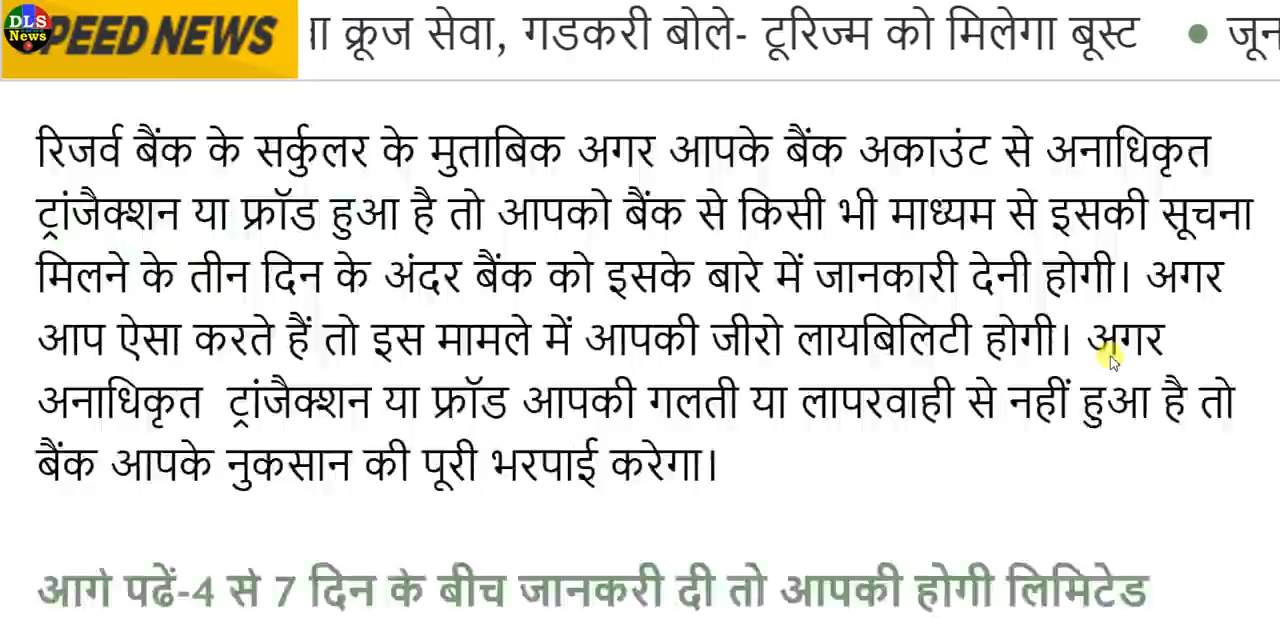 DLS News
SPEED NEWS
क्रूज सेवा, गडकरी बोले- टूरिज्म को मिलेगा बूस्ट • जून
रिजर्व बैंक के सर्कुलर के मुताबिक अगर आपके बैंक अकाउंट से अनाधिकृत
ट्रांजैक्शन या फ्रॉड हुआ है तो आपको बैंक से किसी भी माध्यम से इसकी सूचना
मिलने के तीन दिन के अंदर बैंक को इसके बारे में जानकारी देनी होगी। अगर
आप ऐसा करते हैं तो इस मामले में आपकी जीरो लायबिलिटी होगी। अगर
अनाधिकृत ट्रांजैक्शन या फ्रॉड आपकी गलती या लापरवाही से नहीं हुआ है तो
बैंक आपके नुकसान की पूरी भरपाई करेगा।
आगे पढें-4 से 7 दिन के बीच जानकरी दी तो आपकी होगी लिमिटेड